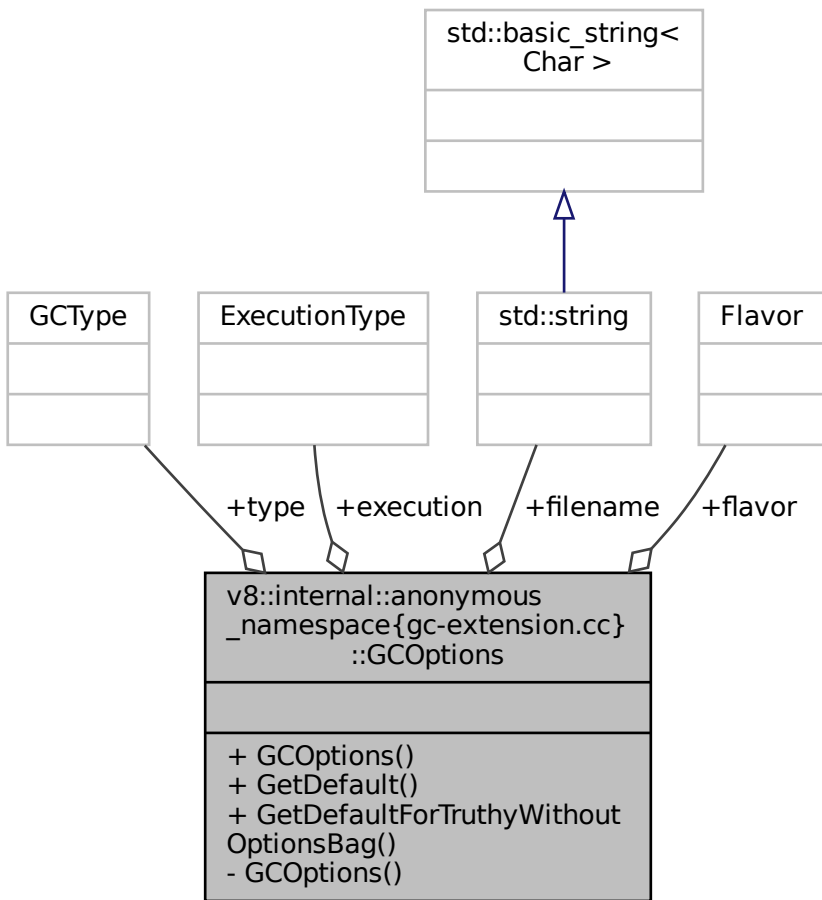 std::basic_string<
Char >
GCType
ExecutionType
std::string
Flavor
+type
+execution
+filename
+flavor
v8::internal::anonymous
_namespace{gc-extension.cc}
::GCOptions
+ GCOptions()
+ GetDefault()
+ GetDefaultForTruthyWithout
OptionsBag()
- GCOptions()